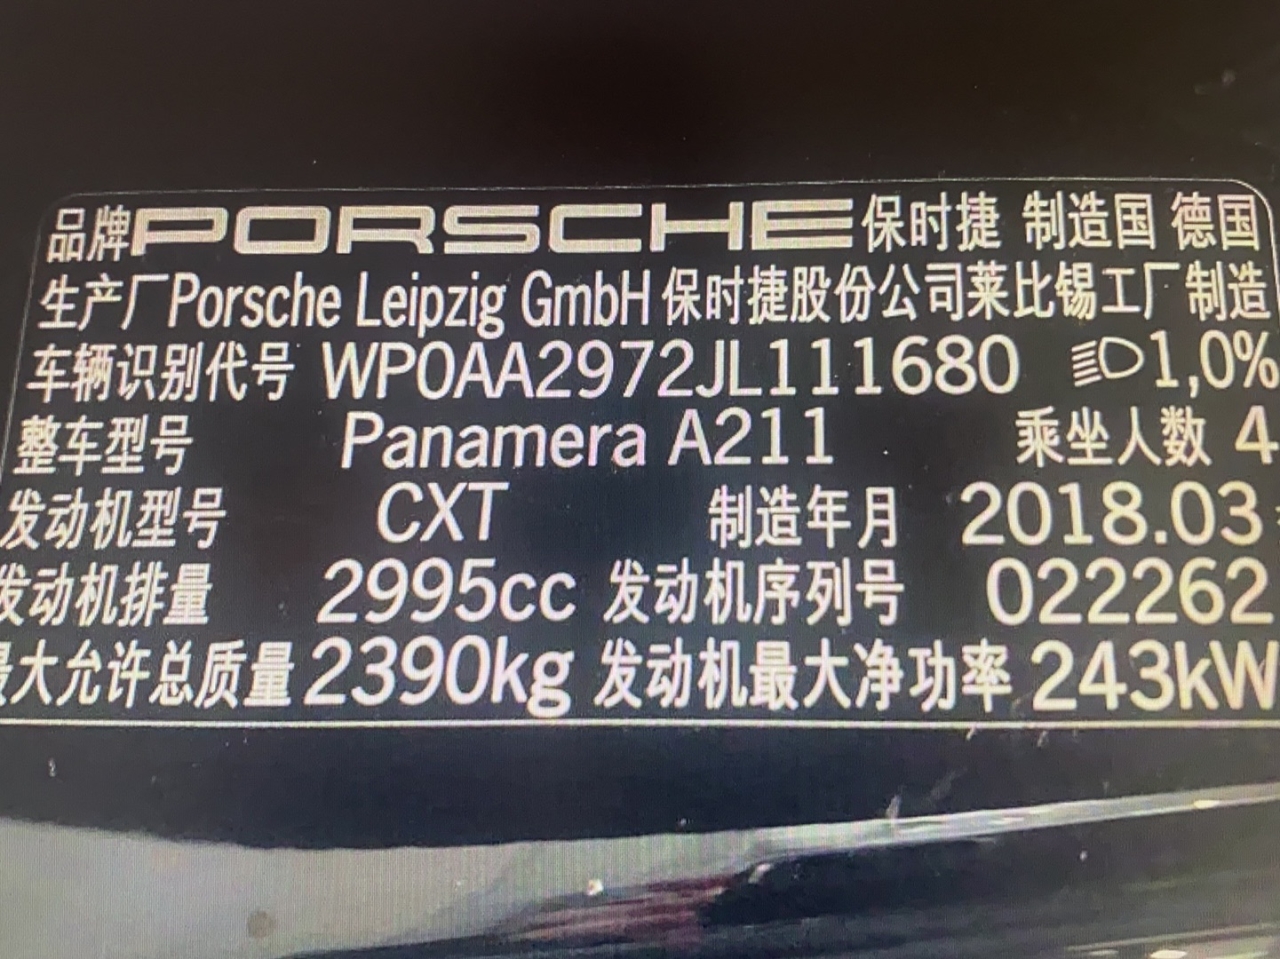 品牌PORSCHE保时捷 制造国 德国
生产厂Porsche Leipzig GmbH 保时捷股份公司莱比锡工厂制造
车辆识别代号 WP0AA2972JL111680 1,0%
整车型号 Panamera A211 乘坐人数 4
发动机型号 CXT 制造年月 2018.03
发动机排量 2995cc 发动机序列号 022262
最大允许总质量 2390kg 发动机最大净功率 243kW